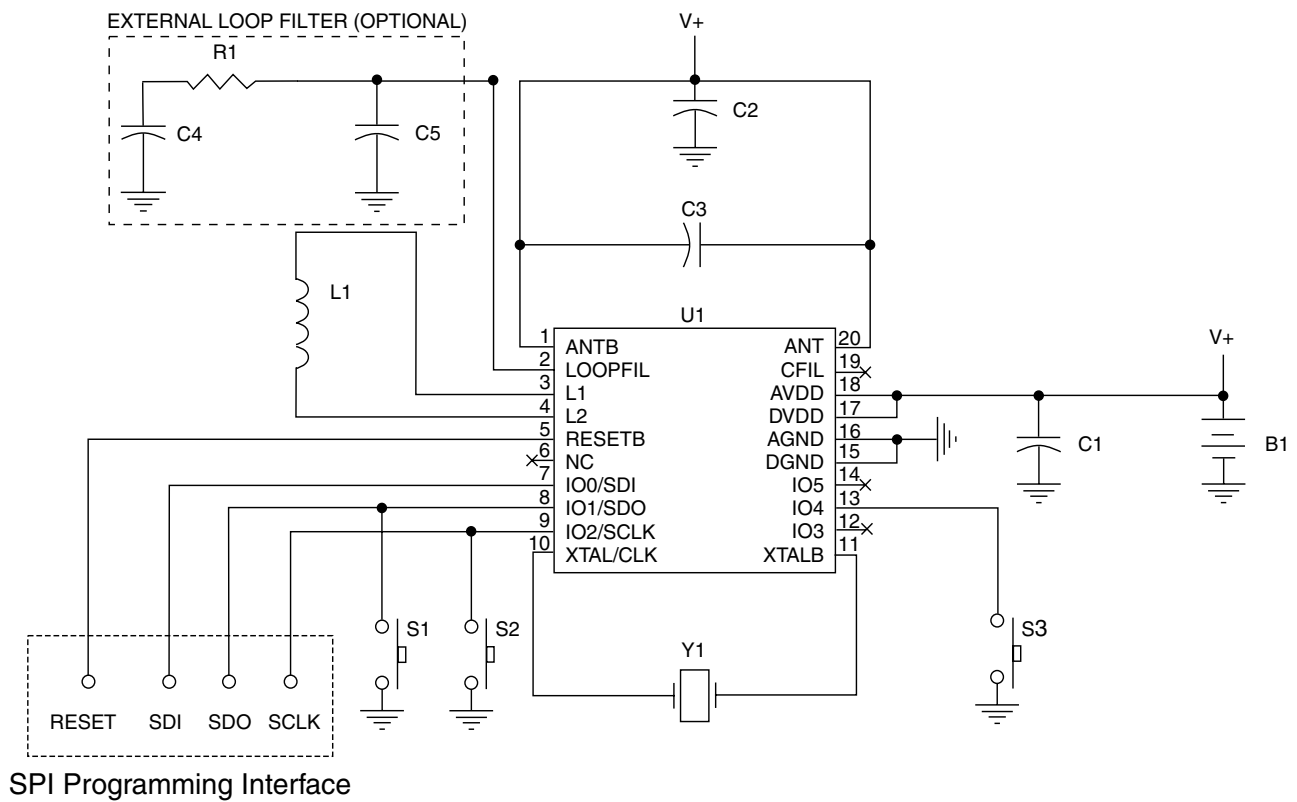 EXTERNAL LOOP FILTER (OPTIONAL)
R1
C4
C5
V+
C2
C3
L1
U1
1 ANTB
2 LOOPFIL
3 L1
4 L2
5 RESETB
6 NC
7 IO0/SDI
8 IO1/SDO
9 IO2/SCLK
10 XTAL/CLK
ANT 20
CFIL 19
AVDD 18
DVDD 17
AGND 16
DGND 15
IO5 14
IO4 13
IO3 12
XTALB 11
V+
C1
B1
S1
S2
Y1
S3
RESET SDI SDO SCLK
SPI Programming Interface